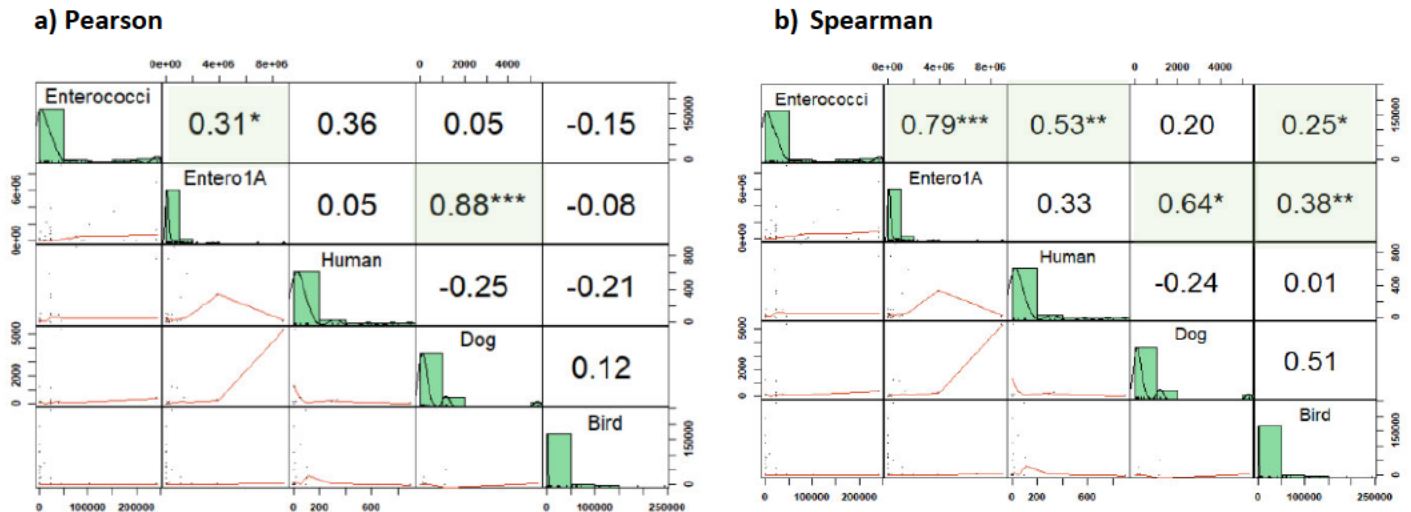 a) Pearson
0e+00 4e+06 8e+06
0 2000 4000
Enterococci
0.31*
0.36
0.05
-0.15
0 150000
0e+00 6e+06
Entero1A
0.05
0.88***
-0.08
Human
-0.25
-0.21
0 400 800
0 2000 5000
Dog
0.12
Bird
0 150000
0 100000 200000
0 200 600
0 100000 250000
b) Spearman
0e+00 4e+06 8e+06
0 2000 4000
Enterococci
0.79***
0.53**
0.20
0.25*
0 150000
0e+00 6e+06
Entero1A
0.33
0.64*
0.38**
Human
-0.24
0.01
0 400 800
0 2000 5000
Dog
0.51
Bird
0 150000
0 100000 200000
0 200 600
0 100000 250000